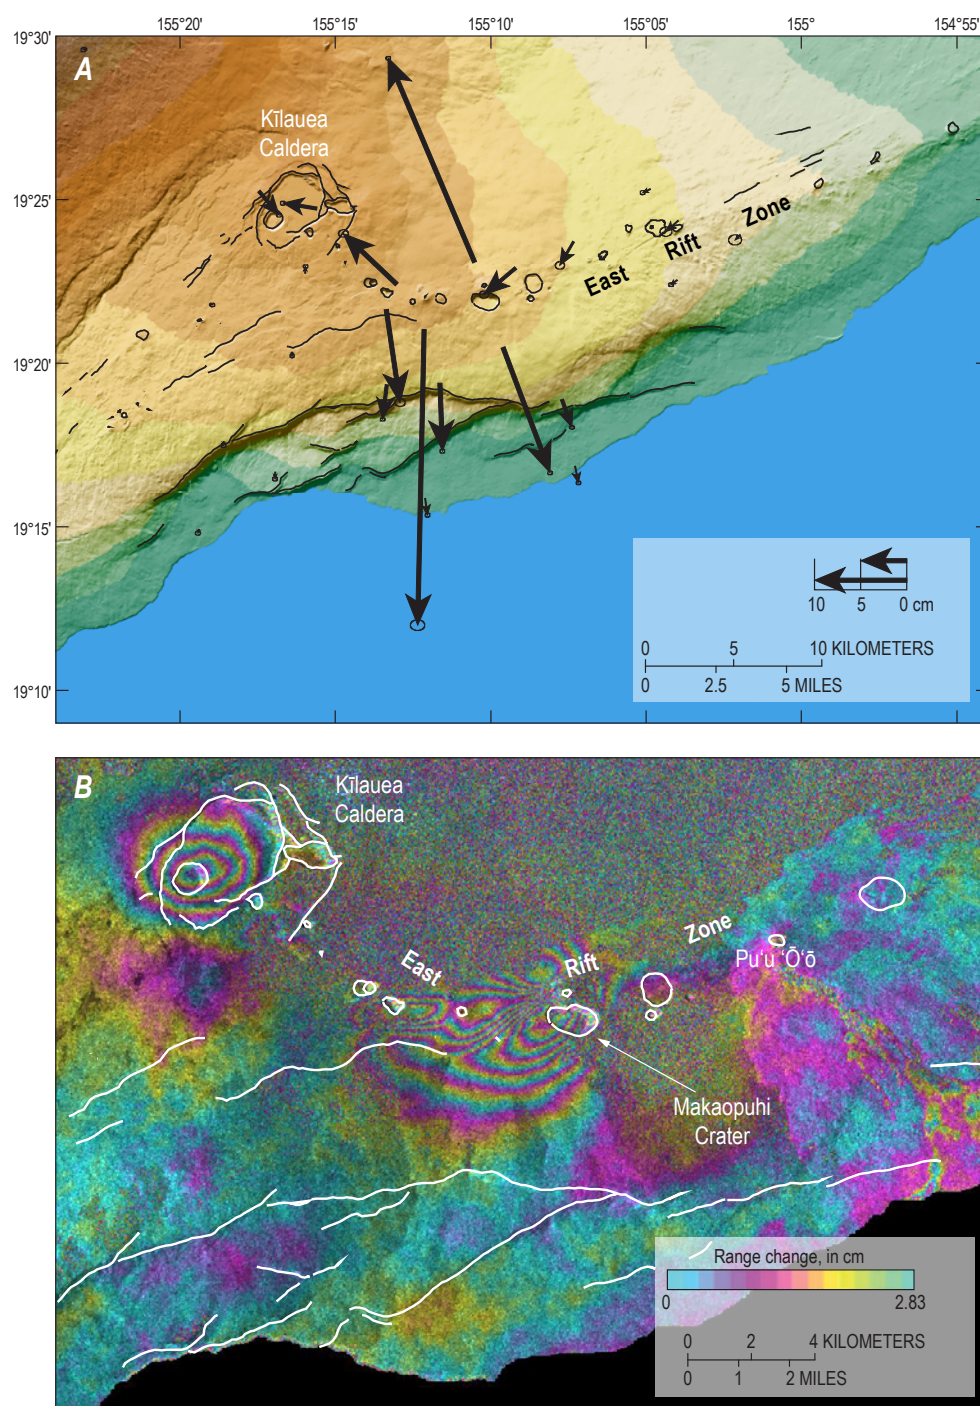 155°20'
155°15'
155°10'
155°05'
155°
154°55'
19°30'
19°25'
19°20'
19°15'
19°10'
A
Kīlauea
Caldera
East
Rift
Zone
10
5
0 cm
0
5
10 KILOMETERS
0
2.5
5 MILES
B
Kīlauea
Caldera
East
Rift
Zone
Puʻu ʻŌʻō
Makaopuhi
Crater
Range change, in cm
0
2.83
0
2
4 KILOMETERS
0
1
2 MILES